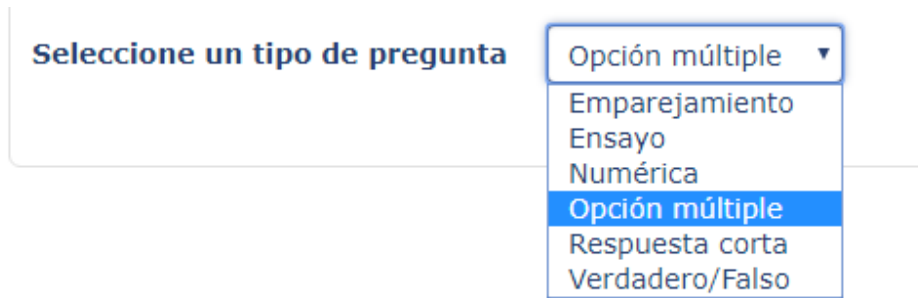 Seleccione un tipo de pregunta Opción múltiple
Emparejamiento
Ensayo
Numérica
Opción múltiple
Respuesta corta
Verdadero/Falso